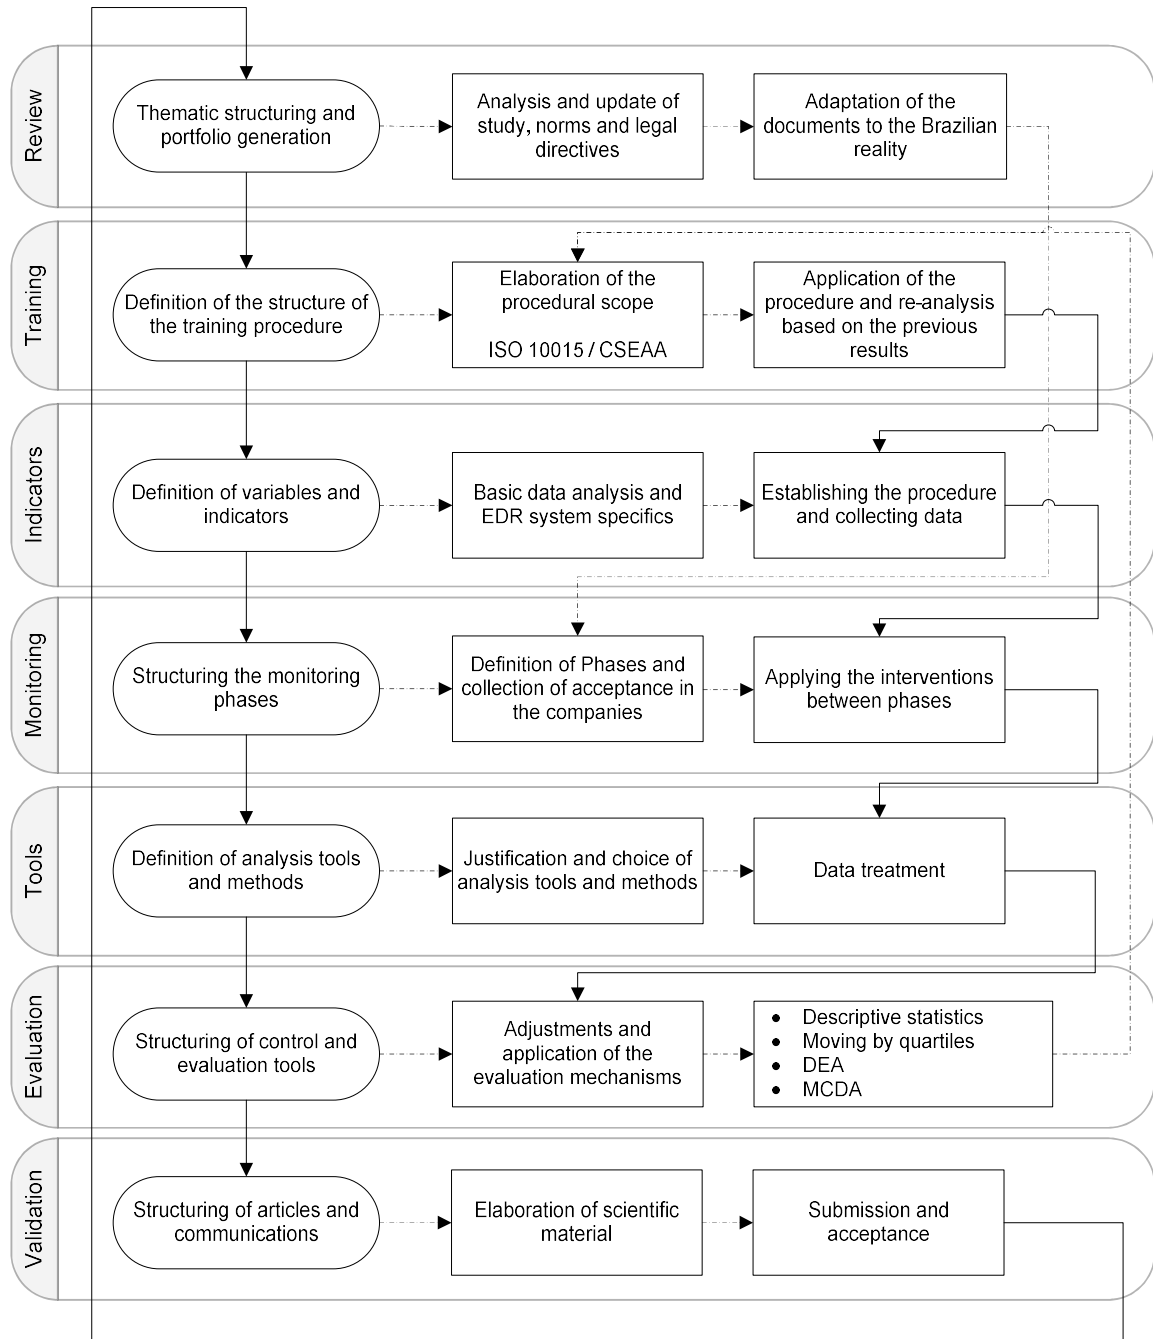 Review
Thematic structuring and
portfolio generation
Analysis and update of
study, norms and legal
directives
Adaptation of the
documents to the Brazilian
reality
Training
Definition of the structure of
the training procedure
Elaboration of the
procedural scope
ISO 10015 / CSEAA
Application of the
procedure and re-analysis
based on the previous
results
Indicators
Definition of variables and
indicators
Basic data analysis and
EDR system specifics
Establishing the procedure
and collecting data
Monitoring
Structuring the monitoring
phases
Definition of Phases and
collection of acceptance in
the companies
Applying the interventions
between phases
Tools
Definition of analysis tools
and methods
Justification and choice of
analysis tools and methods
Data treatment
Evaluation
Structuring of control and
evaluation tools
Adjustments and
application of the
evaluation mechanisms
● Descriptive statistics
● Moving by quartiles
● DEA
● MCDA
Validation
Structuring of articles and
communications
Elaboration of scientific
material
Submission and
acceptance